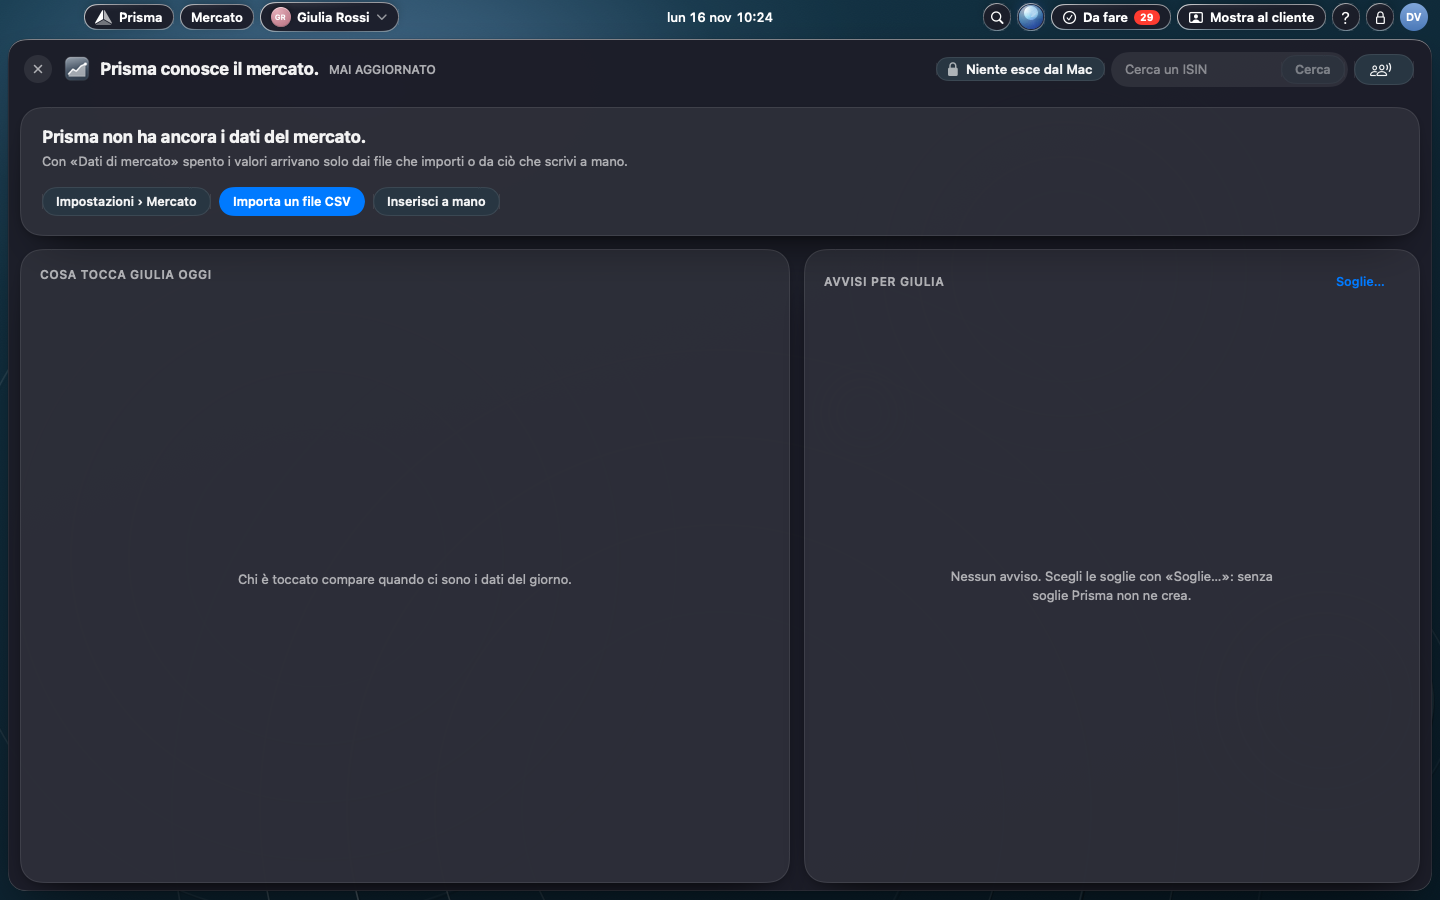 Prisma
Mercato
GR Giulia Rossi
lun 16 nov 10:24
Da fare 29
Mostra al cliente
?
DV
Prisma conosce il mercato. MAI AGGIORNATO
Niente esce dal Mac
Cerca un ISIN
Cerca
Prisma non ha ancora i dati del mercato.
Con «Dati di mercato» spento i valori arrivano solo dai file che importi o da ciò che scrivi a mano.
Impostazioni › Mercato
Importa un file CSV
Inserisci a mano
COSA TOCCA GIULIA OGGI
Chi è toccato compare quando ci sono i dati del giorno.
AVVISI PER GIULIA
Soglie...
Nessun avviso. Scegli le soglie con «Soglie...»: senza
soglie Prisma non ne crea.